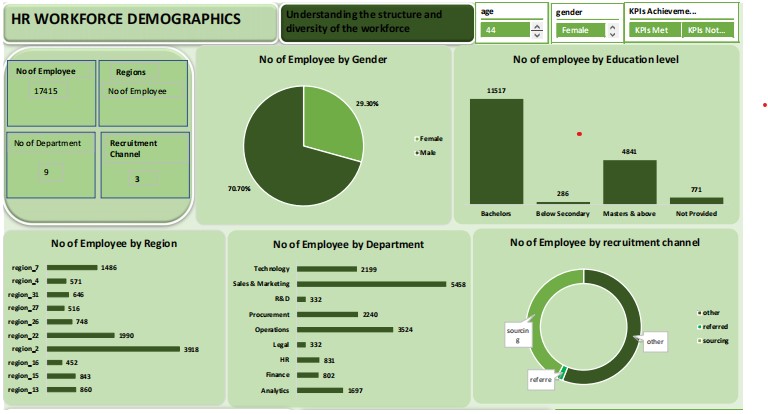 HR WORKFORCE DEMOGRAPHICS
Understanding the structure and
diversity of the workforce
age
44
gender
Female
KPIs Achieveme...
KPIs Met
KPIs Not...
No of Employee
17415
Regions
No of Employee
No of Department
9
Recruitment
Channel
3
No of Employee by Gender
29.30%
70.70%
Female
Male
No of employee by Education level
11517
286
4841
771
Bachelors
Below Secondary
Masters & above
Not Provided
No of Employee by Region
region_7 1486
region_4 571
region_31 646
region_27 516
region_26 748
region_22 1990
region_2 3918
region_16 452
region_15 843
region_13 860
No of Employee by Department
Technology 2199
Sales & Marketing 5458
R&D 332
Procurement 2240
Operations 3524
Legal 332
HR 831
Finance 802
Analytics 1697
No of Employee by recruitment channel
sourcin
g
other
referre
other
referred
sourcing